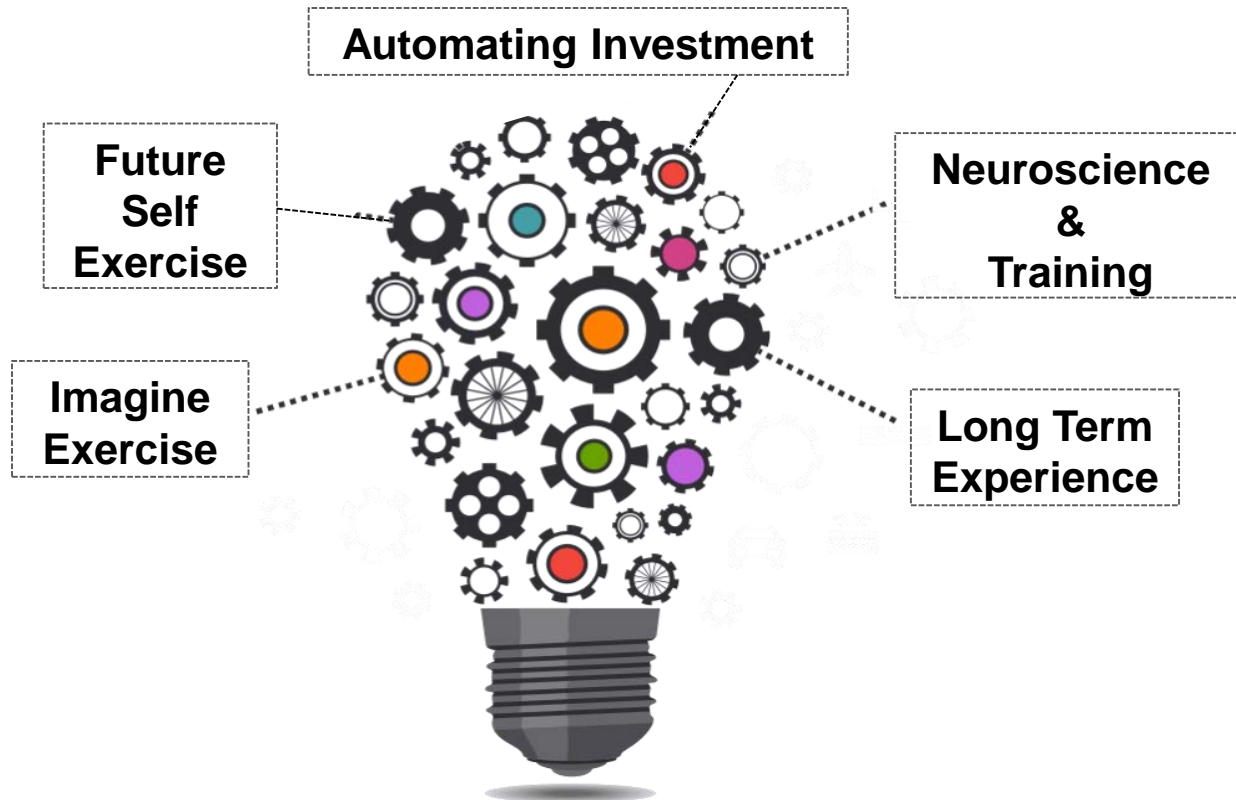 Automating Investment
Future
Self
Exercise
Neuroscience
&
Training
Imagine
Exercise
Long Term
Experience